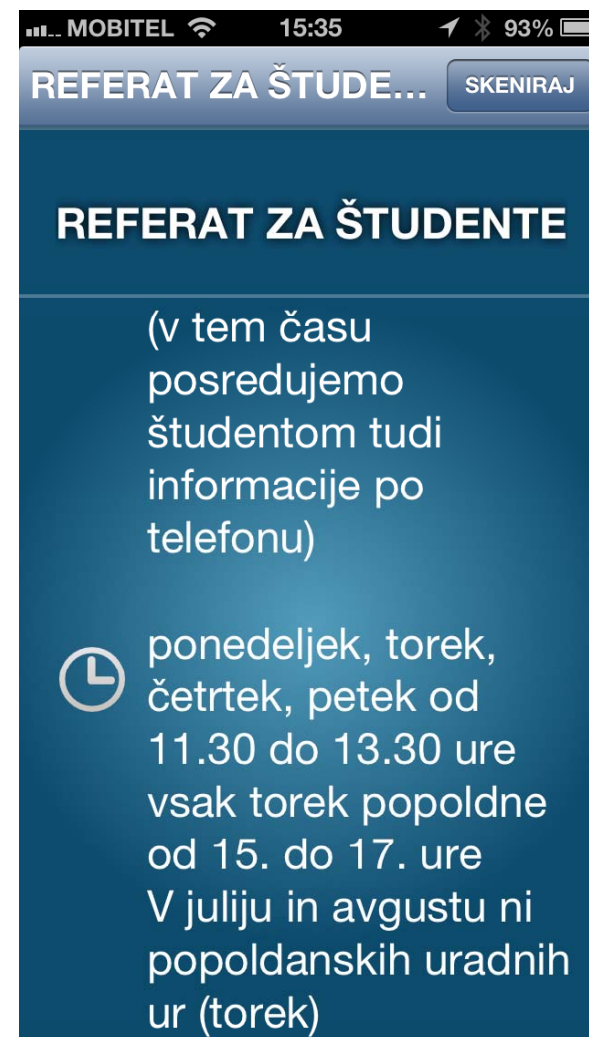 MOBITEL 15:35 93%
REFERAT ZA ŠTUDE... SKENIRAJ
REFERAT ZA ŠTUDENTE
(v tem času
posredujemo
študentom tudi
informacije po
telefonu)
ponedeljek, torek,
četrtek, petek od
11.30 do 13.30 ure
vsak torek popoldne
od 15. do 17. ure
V juliju in avgustu ni
popoldanskih uradnih
ur (torek)